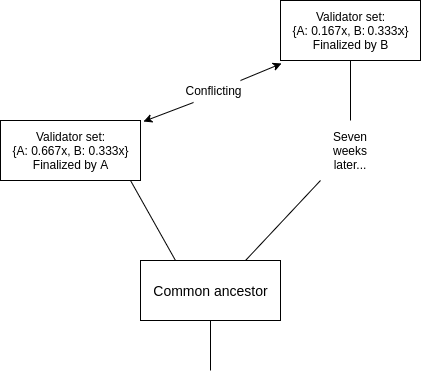 Validator set:
{A: 0.167x, B: 0.333x}
Finalized by B
Conflicting
Validator set:
{A: 0.667x, B: 0.333x}
Finalized by A
Seven
weeks
later...
Common ancestor